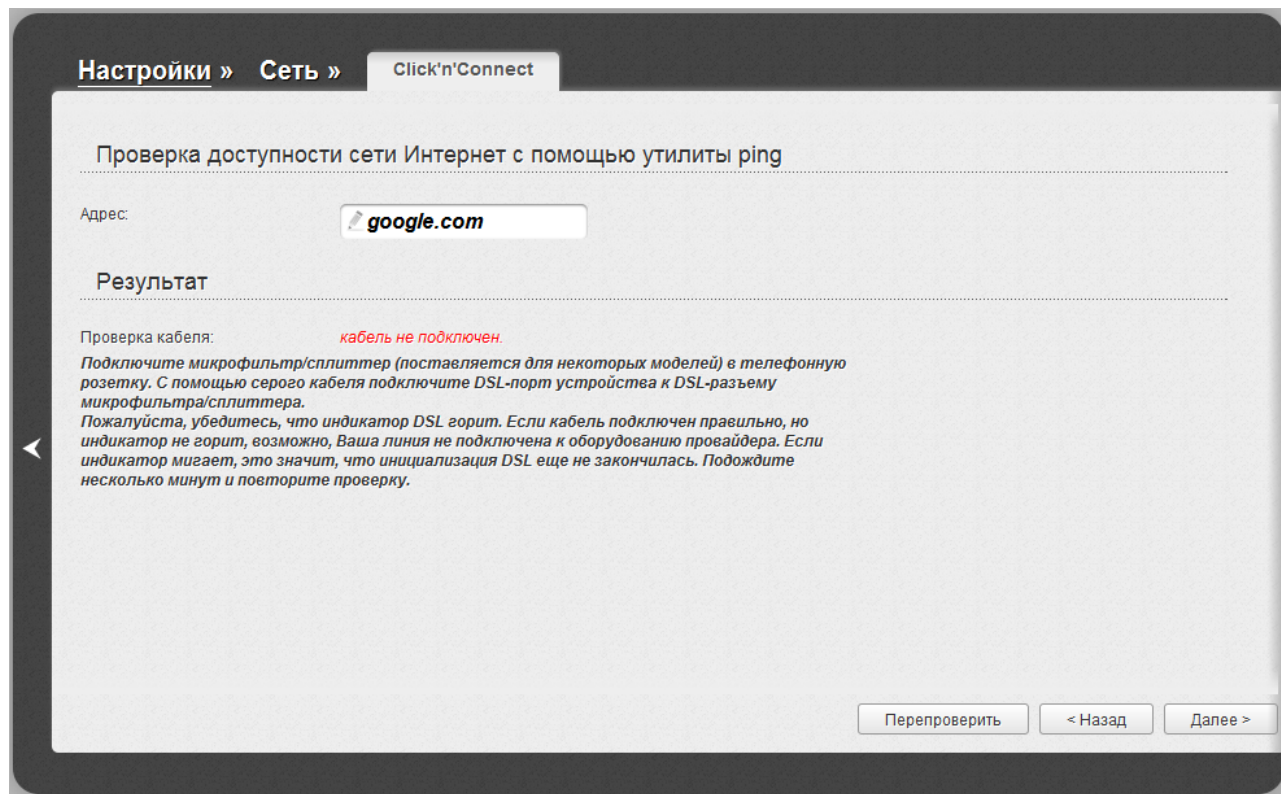 Настройки » Сеть » Click'n'Connect
Проверка доступности сети Интернет с помощью утилиты ping
Адрес: google.com
Результат
Проверка кабеля: кабель не подключен.
Подключите микрофильтр/сплиттер (поставляется для некоторых моделей) в телефонную
розетку. С помощью серого кабеля подключите DSL-порт устройства к DSL-разъему
микрофильтра/сплиттера.
Пожалуйста, убедитесь, что индикатор DSL горит. Если кабель подключен правильно, но
индикатор не горит, возможно, Ваша линия не подключена к оборудованию провайдера. Если
индикатор мигает, это значит, что инициализация DSL еще не закончилась. Подождите
несколько минут и повторите проверку.
Перепроверить < Назад Далее >